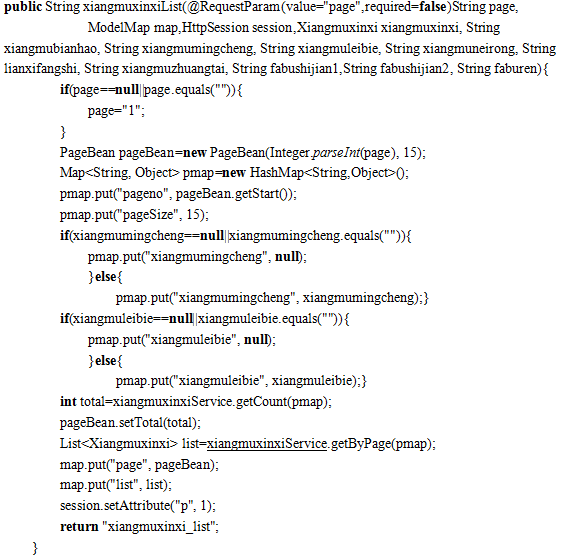 public String xiangmuxinxiList(@RequestParam(value="page",required=false)String page,
ModelMap map,HttpSession session,Xiangmuxinxi xiangmuxinxi, String
xiangmubianhao, String xiangmumingcheng, String xiangmuleibie, String xiangmuneirong, String
lianxifangshi, String xiangmuzhuangtai, String fabushijian1,String fabushijian2, String faburen){
if(page==null||page.equals("")){
page="1";
}
PageBean pageBean=new PageBean(Integer.parseInt(page), 15);
Map<String, Object> pmap=new HashMap<String,Object>();
pmap.put("pageno", pageBean.getStart());
pmap.put("pageSize", 15);
if(xiangmumingcheng==null||xiangmumingcheng.equals("")){
pmap.put("xiangmumingcheng", null);
}else{
pmap.put("xiangmumingcheng", xiangmumingcheng);}
if(xiangmuleibie==null||xiangmuleibie.equals("")){
pmap.put("xiangmuleibie", null);
}else{
pmap.put("xiangmuleibie", xiangmuleibie);}
int total=xiangmuxinxiService.getCount(pmap);
pageBean.setTotal(total);
List<Xiangmuxinxi> list=xiangmuxinxiService.getByPage(pmap);
map.put("page", pageBean);
map.put("list", list);
session.setAttribute("p", 1);
return "xiangmuxinxi_list";
}